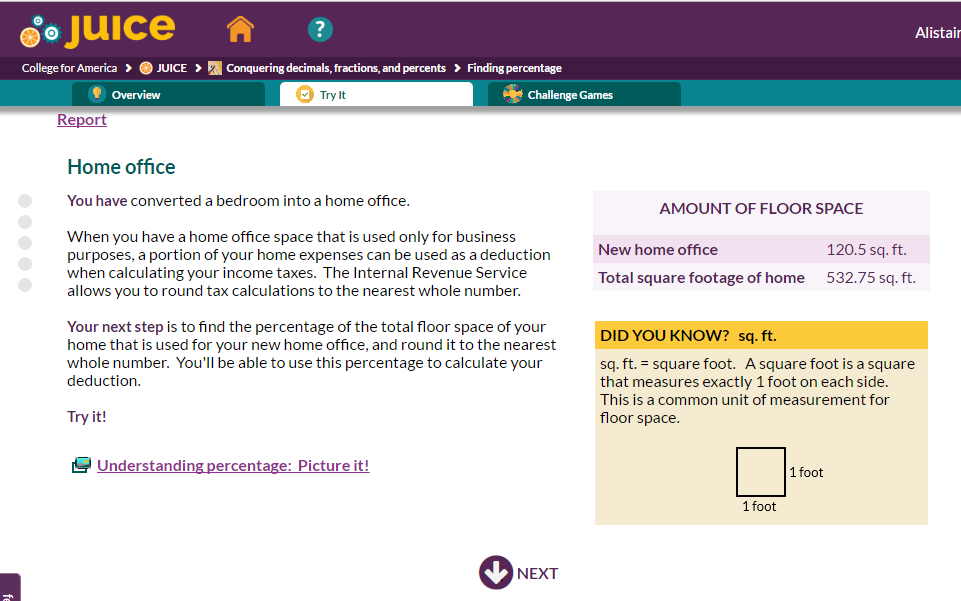 JUICE
?
Alistair
College for America > JUICE > Conquering decimals, fractions, and percents > Finding percentage
Overview
Try It
Challenge Games
Report
Home office
You have converted a bedroom into a home office.
When you have a home office space that is used only for business
purposes, a portion of your home expenses can be used as a deduction
when calculating your income taxes.  The Internal Revenue Service
allows you to round tax calculations to the nearest whole number.
Your next step is to find the percentage of the total floor space of your
home that is used for your new home office, and round it to the nearest
whole number.  You'll be able to use this percentage to calculate your
deduction.
Try it!
Understanding percentage:  Picture it!
AMOUNT OF FLOOR SPACE
New home office 120.5 sq. ft.
Total square footage of home 532.75 sq. ft.
DID YOU KNOW?  sq. ft.
sq. ft. = square foot.  A square foot is a square
that measures exactly 1 foot on each side.
This is a common unit of measurement for
floor space.
1 foot
1 foot
NEXT